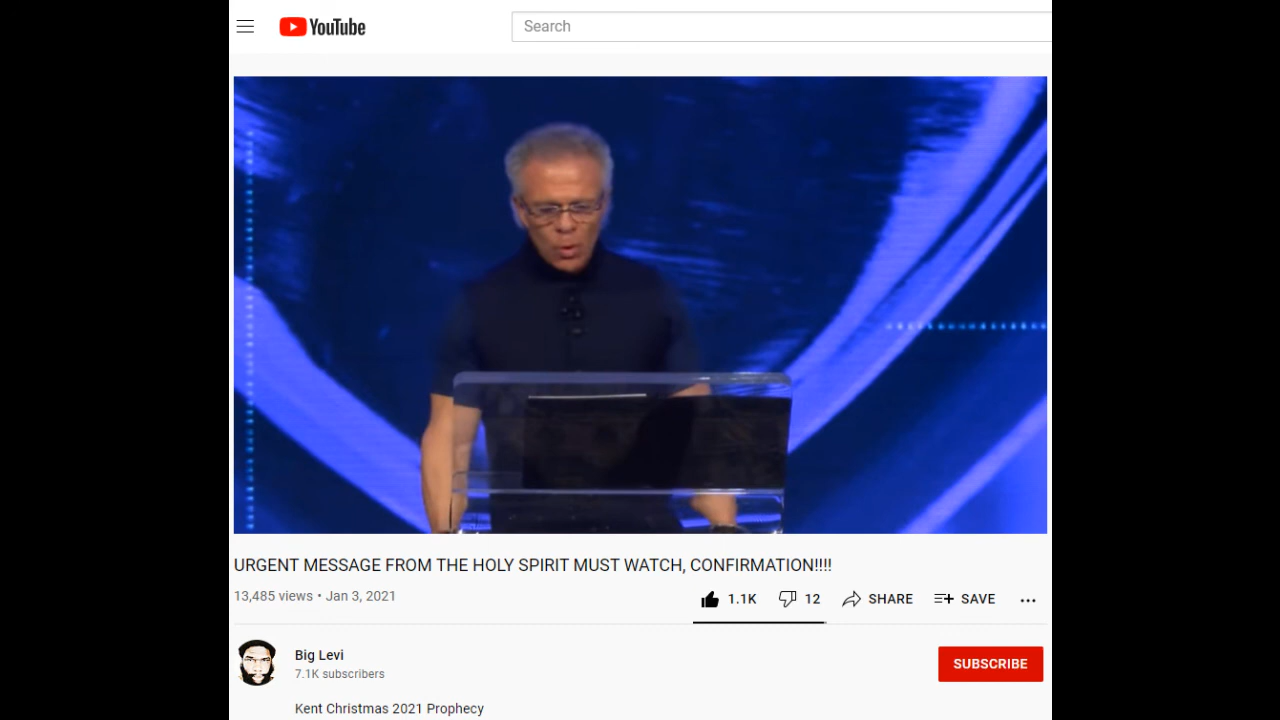 YouTube
Search
URGENT MESSAGE FROM THE HOLY SPIRIT MUST WATCH, CONFIRMATION!!!!
13,485 views • Jan 3, 2021
1.1K 12 SHARE SAVE
Big Levi
7.1K subscribers
SUBSCRIBE
Kent Christmas 2021 Prophecy